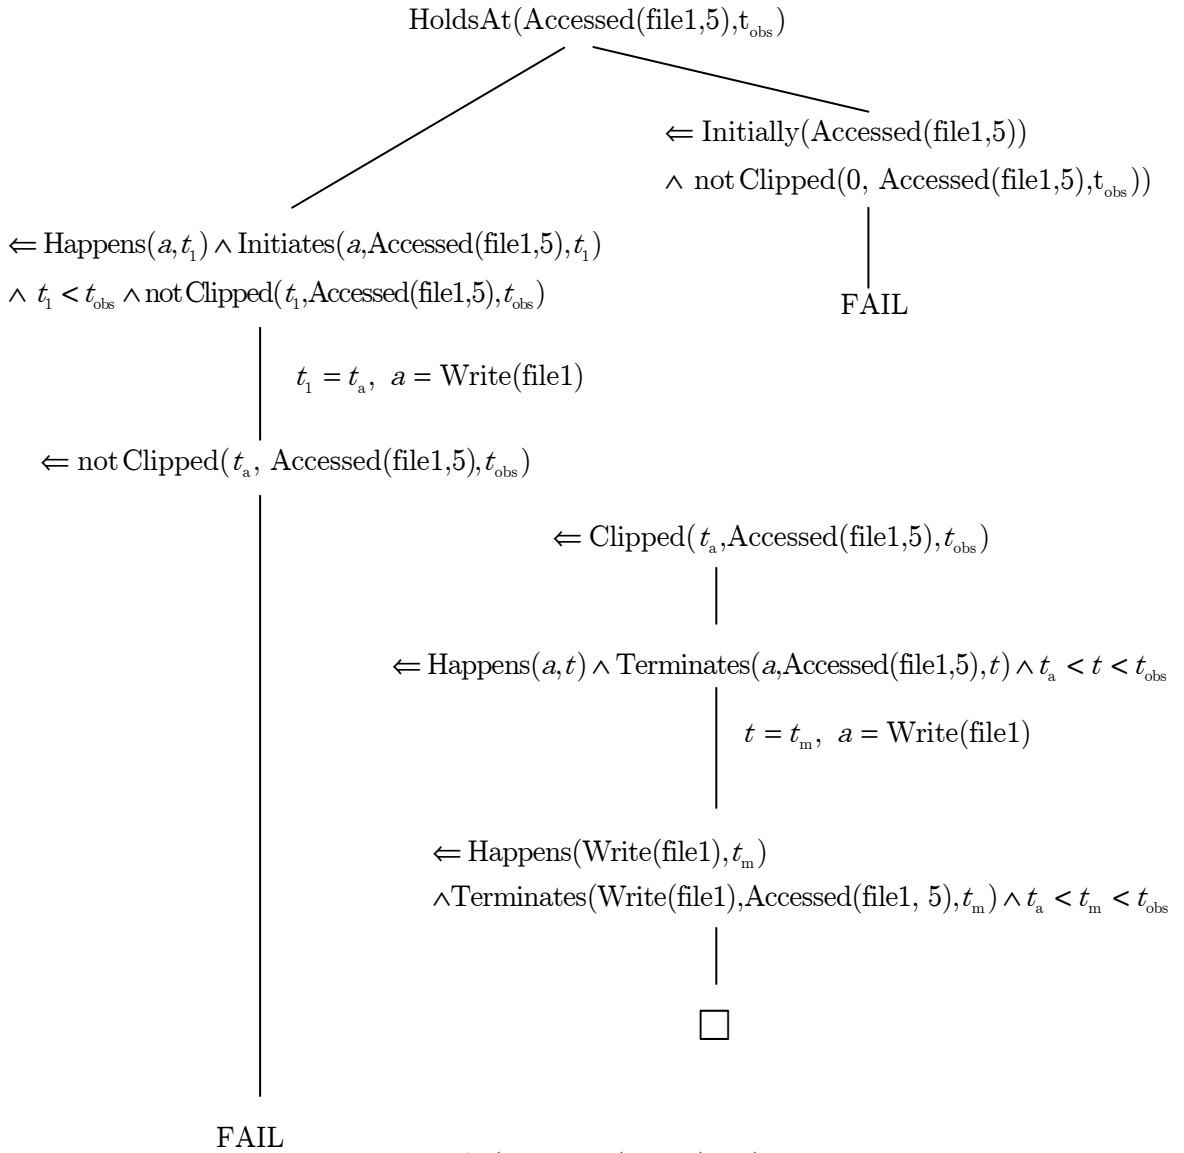 HoldsAt(Accessed(file1,5),t_obs)
⇐ Initially(Accessed(file1,5))
∧ not Clipped(0, Accessed(file1,5),t_obs))
FAIL
⇐ Happens(a,t_1) ∧ Initiates(a,Accessed(file1,5),t_1)
∧ t_1 < t_obs ∧ not Clipped(t_1,Accessed(file1,5),t_obs)
t_1 = t_a, a = Write(file1)
⇐ not Clipped(t_a, Accessed(file1,5),t_obs)
⇐ Clipped(t_a,Accessed(file1,5),t_obs)
⇐ Happens(a,t) ∧ Terminates(a,Accessed(file1,5),t) ∧ t_a < t < t_obs
t = t_m, a = Write(file1)
⇐ Happens(Write(file1),t_m)
∧Terminates(Write(file1),Accessed(file1, 5),t_m) ∧ t_a < t_m < t_obs
□
FAIL